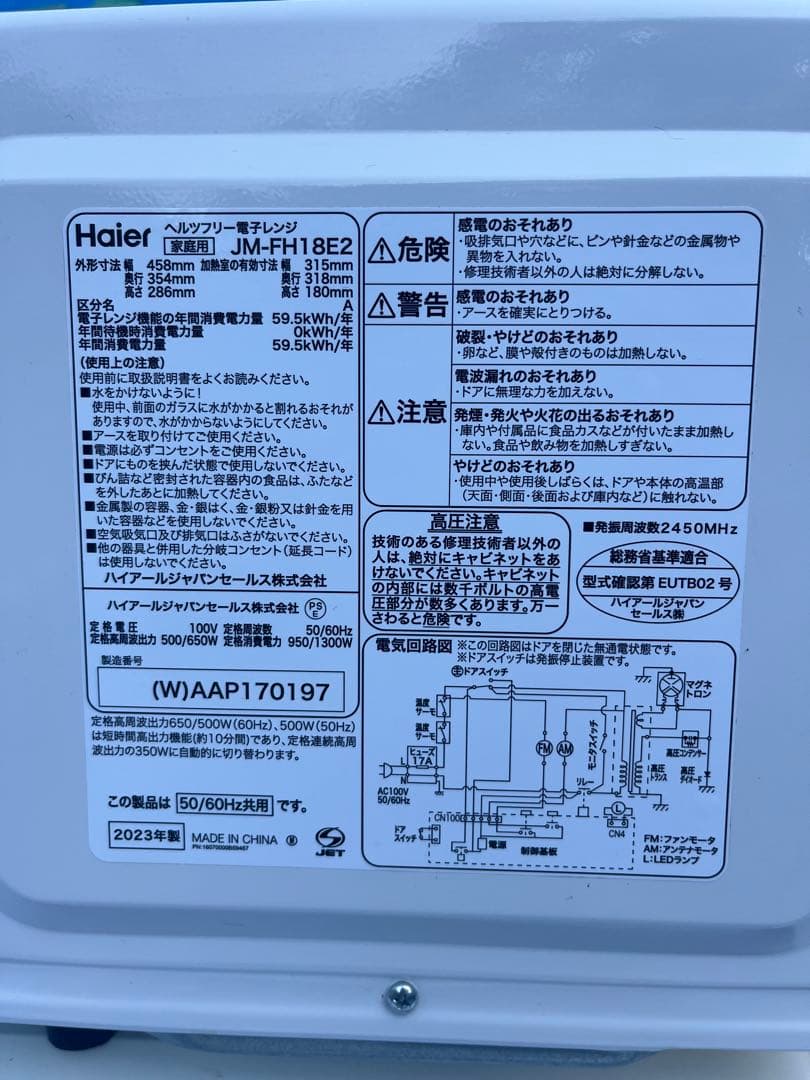 Haier
ヘルツフリー電子レンジ
家庭用 JM-FH18E2
外形寸法 幅 458mm 加熱室の有効寸法 幅 315mm
奥行 354mm 奥行 318mm
高さ 286mm 高さ 180mm
区分名 A
電子レンジ機能の年間消費電力量 59.5kWh/年
年間待機時消費電力量 0kWh/年
年間消費電力量 59.5kWh/年
(使用上の注意)
使用前に取扱説明書をよくお読みください。
■水をかけないように!
使用中、前面のガラスに水がかかると割れるおそれが
ありますので、水がかからないようにしてください。
■アースを取り付けてご使用ください。
■電源は必ずコンセントをご使用ください。
■ドアにものを挟んだ状態で使用しないでください。
■びん詰など密封された容器内の食品は、ふたなど
を外したあとに加熱してください。
■金属製の容器、金・銀はく、金・銀粉又は針金を用
いた容器などを使用しないでください。
■空気吸気口及び排気口はふさがないでください。
■他の器具と併用した分岐コンセント(延長コード)
は使用しないでください。
ハイアールジャパンセールス株式会社
ハイアールジャパンセールス株式会社 PSE
定格電圧 100V 定格周波数 50/60Hz
定格高周波出力 500/650W 定格消費電力 950/1300W
製造番号
(W)AAP170197
定格高周波出力650/500W(60Hz)、500W(50Hz)
は短時間高出力機能(約10分間)であり、定格連続高周
波出力の350Wに自動的に切り替わります。
この製品は 50/60Hz共用 です。
2023年製 MADE IN CHINA
JET
危険
感電のおそれあり
・吸排気口や穴などに、ピンや針金などの金属物や
異物を入れない。
・修理技術者以外の人は絶対に分解しない。
警告
感電のおそれあり
・アースを確実にとりつける。
注意
破裂・やけどのおそれあり
・卵など、膜や殻付きのものは加熱しない。
電波漏れのおそれあり
・ドアに無理な力を加えない。
発煙・発火や火花の出るおそれあり
・庫内や付属品に食品カスなどが付いたまま加熱し
ない。食品や飲み物を加熱しすぎない。
やけどのおそれあり
・使用中や使用後しばらくは、ドアや本体の高温部
(天面・側面・後面および庫内など)に触れない。
高圧注意
技術のある修理技術者以外の
人は、絶対にキャビネットをあ
けないでください。キャビネット
の内部には数千ボルトの高電
圧部分が数多くあります。万一
さわると危険です。
■発振周波数2450MHz
総務省基準適合
型式確認第 EUTB02 号
ハイアールジャパン
セールス㈱
電気回路図 ※この回路図はドアを閉じた無通電状態です。
※ドアスイッチは発振停止装置です。
主ドアスイッチ
温度
サーモ
温度
サーモ
ヒューズ
17A
L
N
AC100V
50/60Hz
FM
AM
モニタスイッチ
リレー
マグネ
トロン
高圧コンデンサー
高圧
トランス
高圧
ダイオード
L
CN4
CN100
ドア
スイッチ
電源
制御基板
FM:ファンモータ
AM:アンテナモータ
L:LEDランプ